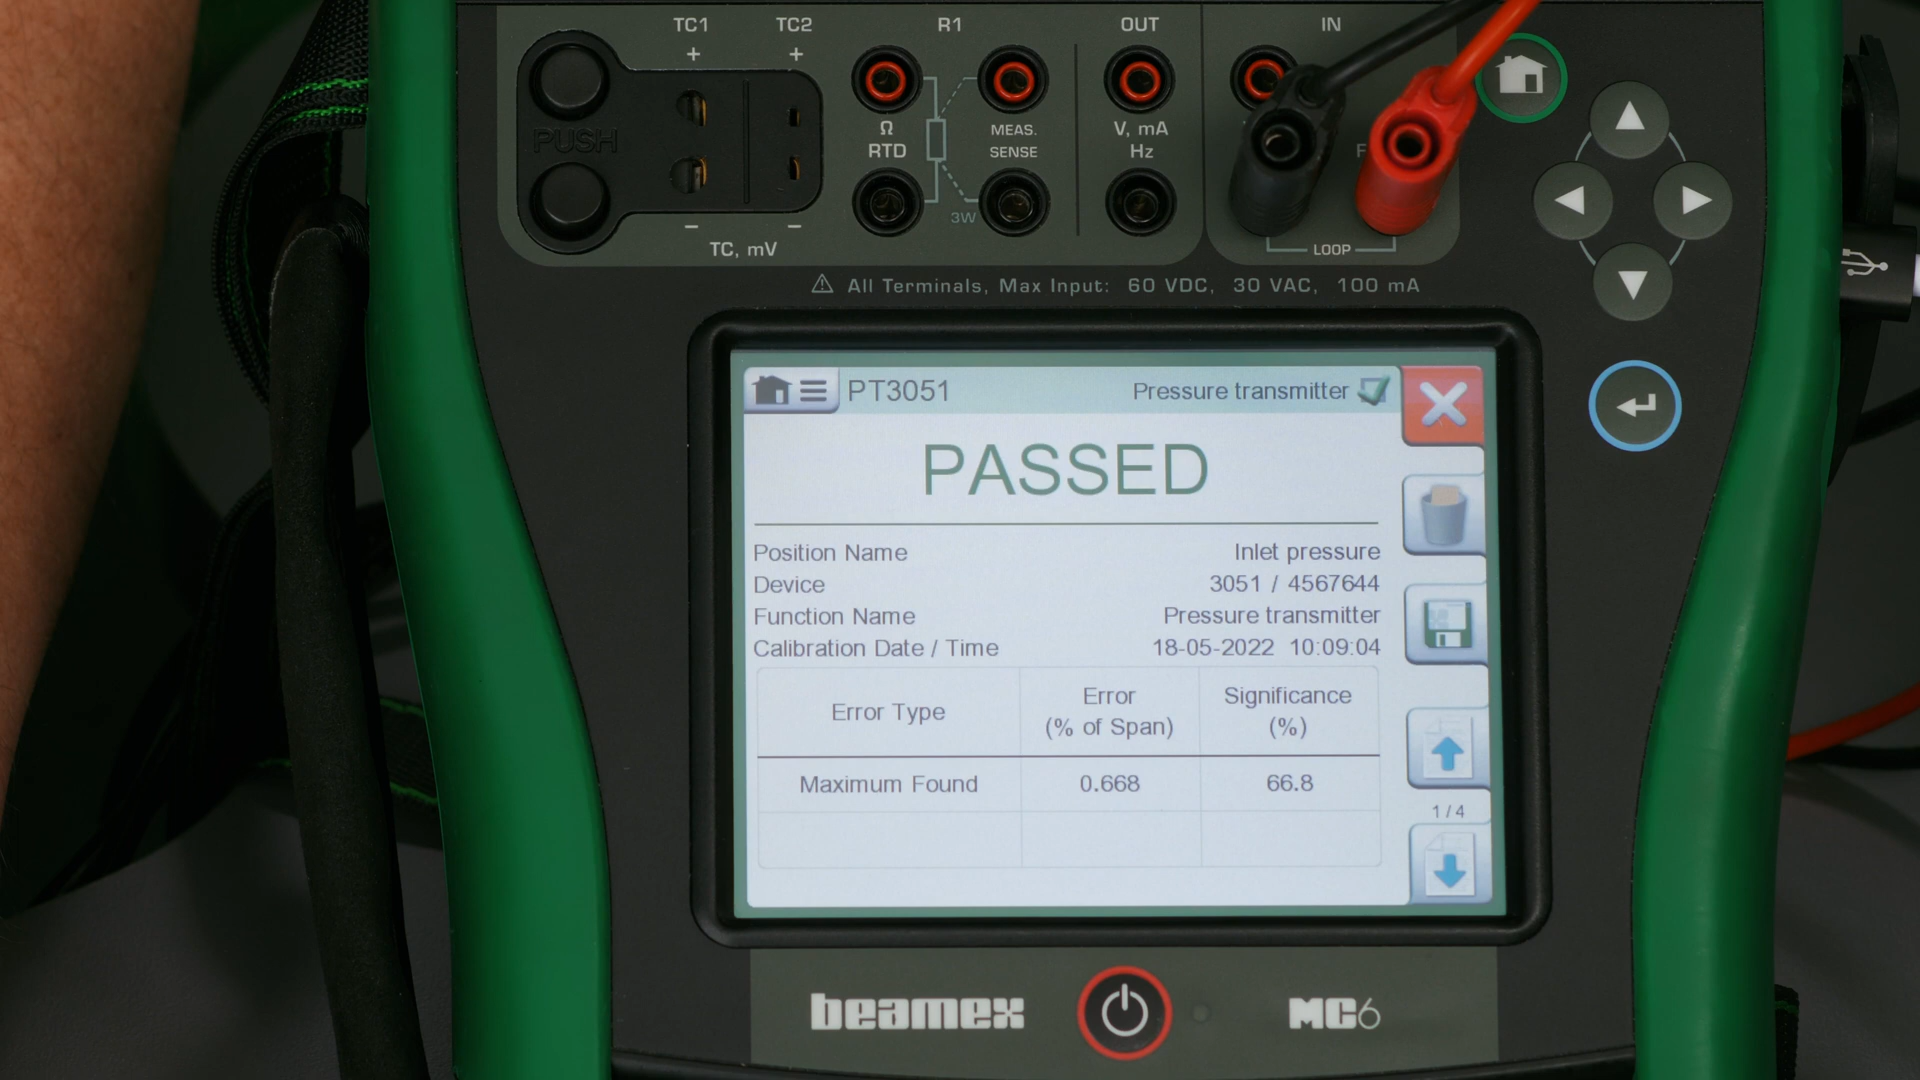 TC1 TC2 R1 OUT IN
+ +
PUSH
Ω MEAS. V, mA
RTD SENSE Hz
3W
− −
TC, mV
LOOP
⚠ All Terminals, Max Input: 60 VDC, 30 VAC, 100 mA
PT3051 Pressure transmitter
PASSED
Position Name Inlet pressure
Device 3051 / 4567644
Function Name Pressure transmitter
Calibration Date / Time 18-05-2022 10:09:04
Error Type Error (% of Span) Significance (%)
Maximum Found 0.668 66.8
1 / 4
beamex MC6